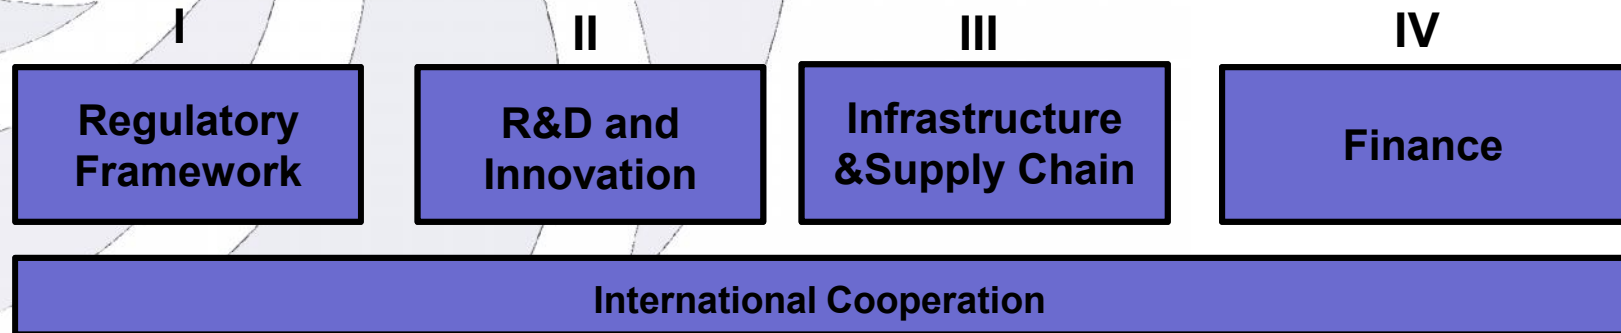 I
II
III
IV
Regulatory
Framework
R&D and
Innovation
Infrastructure
&Supply Chain
Finance
International Cooperation